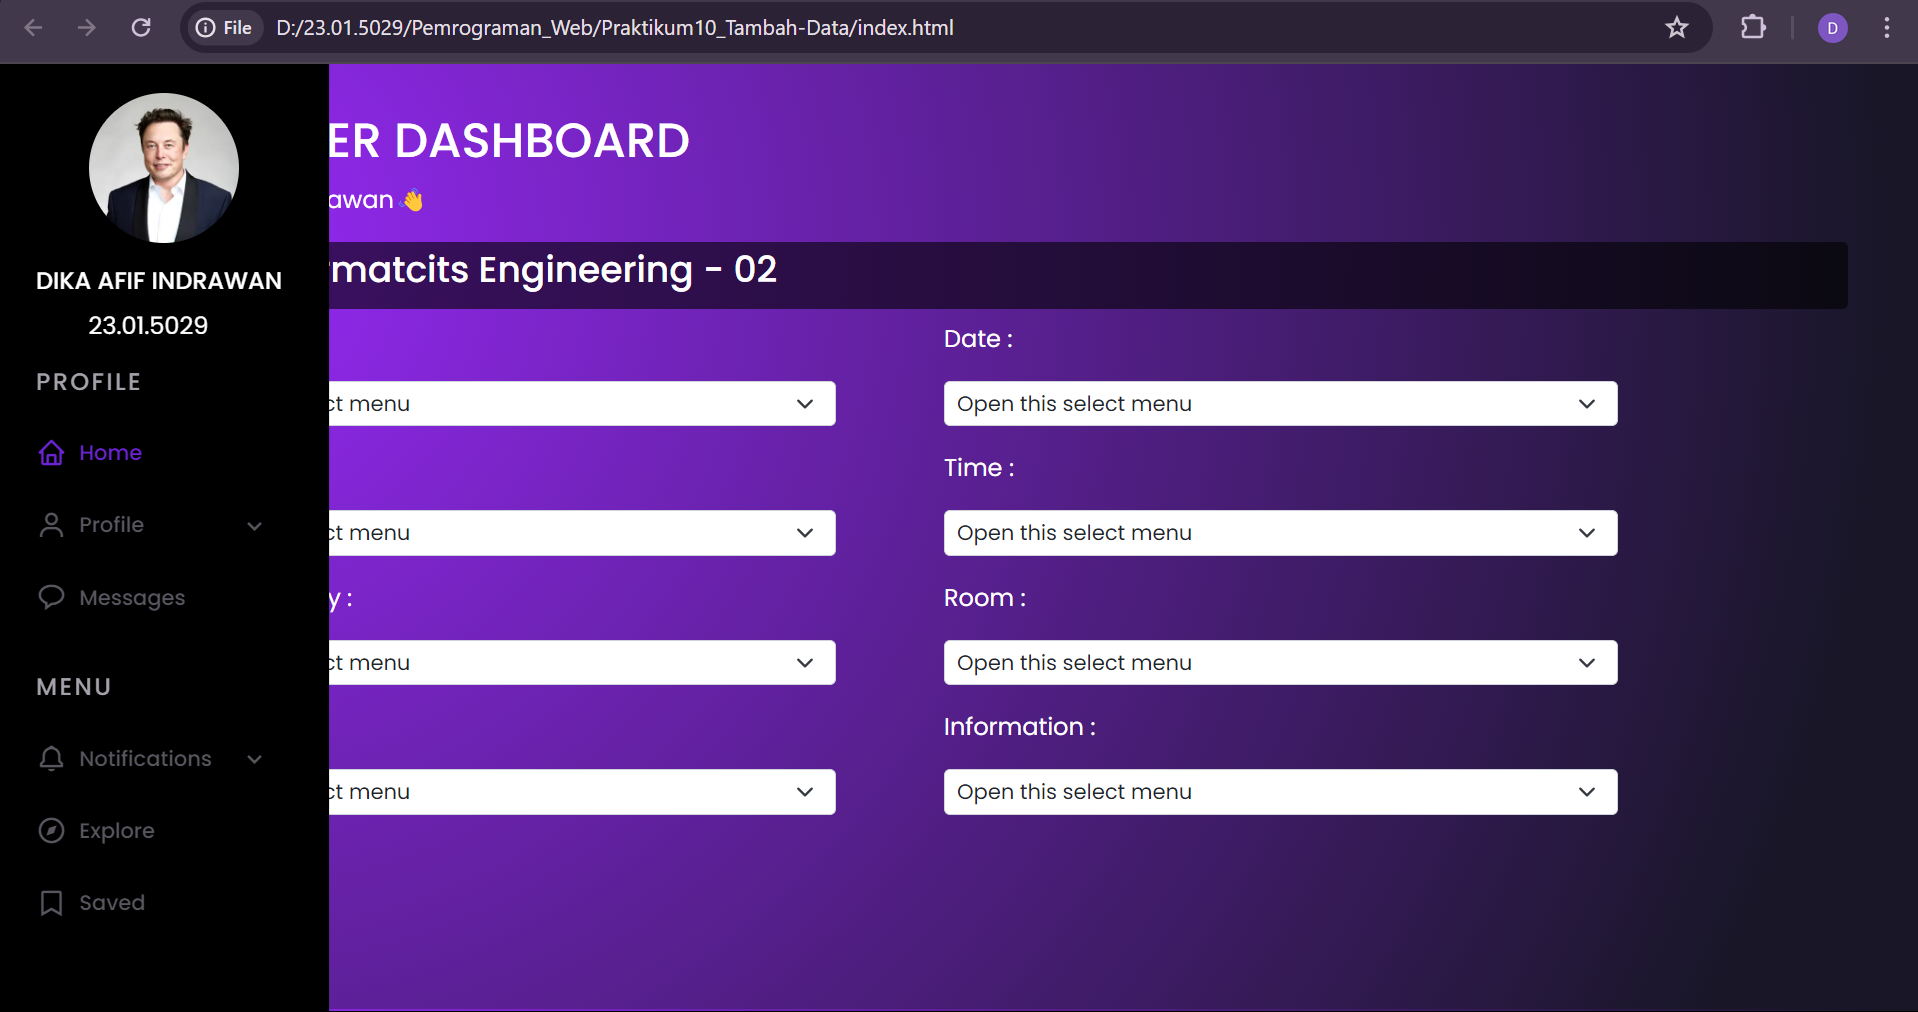 File D:/23.01.5029/Pemrograman_Web/Praktikum10_Tambah-Data/index.html D
DIKA AFIF INDRAWAN
23.01.5029
PROFILE
Home
Profile
Messages
MENU
Notifications
Explore
Saved
ER DASHBOARD
awan 👋
matcits Engineering - 02
ct menu
ct menu
y :
ct menu
ct menu
Date :
Open this select menu
Time :
Open this select menu
Room :
Open this select menu
Information :
Open this select menu